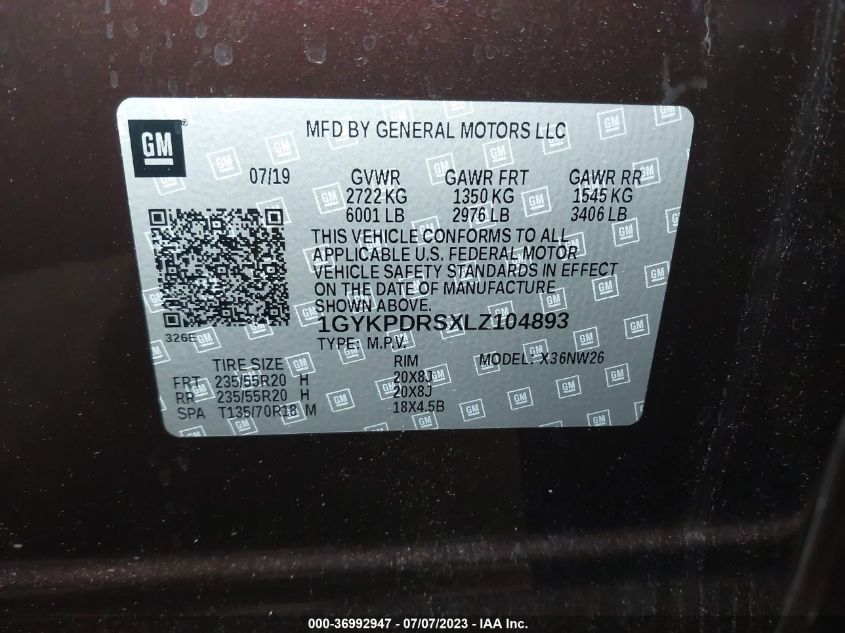 GM
MFD BY GENERAL MOTORS LLC
07/19 GVWR GAWR FRT GAWR RR
2722 KG 1350 KG 1545 KG
6001 LB 2976 LB 3406 LB
THIS VEHICLE CONFORMS TO ALL
APPLICABLE U.S. FEDERAL MOTOR
VEHICLE SAFETY STANDARDS IN EFFECT
ON THE DATE OF MANUFACTURE
SHOWN ABOVE.
1GYKPDRSXLZ104893
326E
TYPE: M.P.V.
TIRE SIZE RIM MODEL: X36NW26
FRT 235/55R20 H 20X8J
RR 235/55R20 H 20X8J
SPA T135/70R18 M 18X4.5B
000-36992947 - 07/07/2023 - IAA Inc.